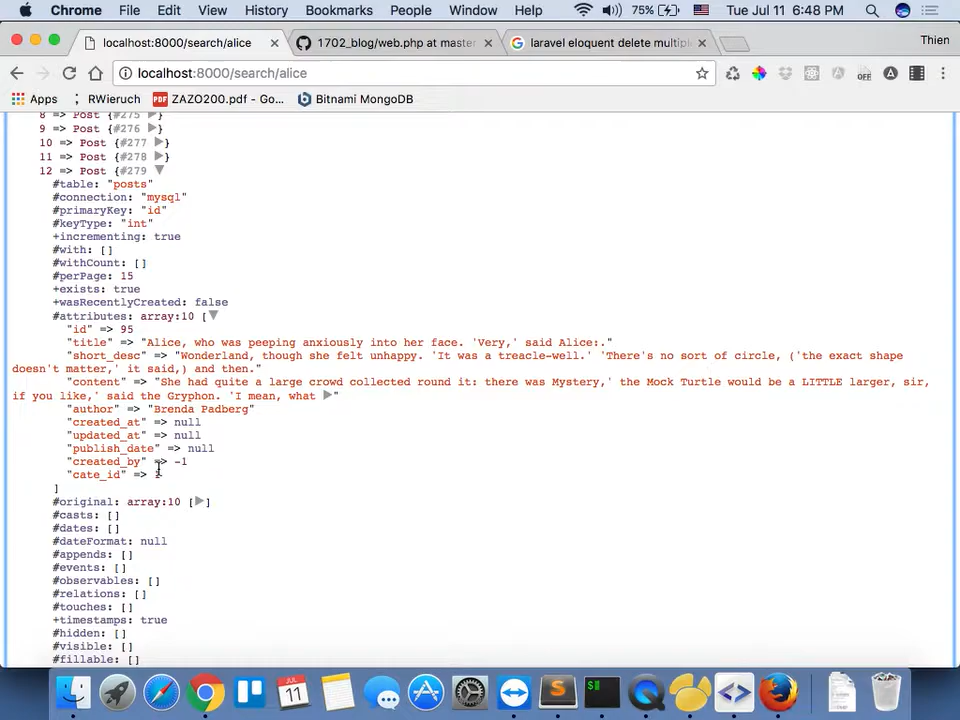 Chrome File Edit View History Bookmarks People Window Help 75% Tue Jul 11 6:48 PM
localhost:8000/search/alice
1702_blog/web.php at master
laravel eloquent delete multipl
Thien
localhost:8000/search/alice
OFF
Apps RWieruch ZAZO200.pdf - Go... Bitnami MongoDB
8 => Post {#275 ▶}
9 => Post {#276 ▶}
10 => Post {#277 ▶}
11 => Post {#278 ▶}
12 => Post {#279 ▼
#table: "posts"
#connection: "mysql"
#primaryKey: "id"
#keyType: "int"
+incrementing: true
#with: []
#withCount: []
#perPage: 15
+exists: true
+wasRecentlyCreated: false
#attributes: array:10 [▼
"id" => 95
"title" => "Alice, who was peeping anxiously into her face. 'Very,' said Alice:."
"short_desc" => "Wonderland, though she felt unhappy. 'It was a treacle-well.' 'There's no sort of circle, ('the exact shape
doesn't matter,' it said,) and then."
"content" => "She had quite a large crowd collected round it: there was Mystery,' the Mock Turtle would be a LITTLE larger, sir,
if you like,' said the Gryphon. 'I mean, what ▶"
"author" => "Brenda Padberg"
"created_at" => null
"updated_at" => null
"publish_date" => null
"created_by" => -1
"cate_id" =>
]
#original: array:10 [▶]
#casts: []
#dates: []
#dateFormat: null
#appends: []
#events: []
#observables: []
#relations: []
#touches: []
+timestamps: true
#hidden: []
#visible: []
#fillable: []
JUL
11